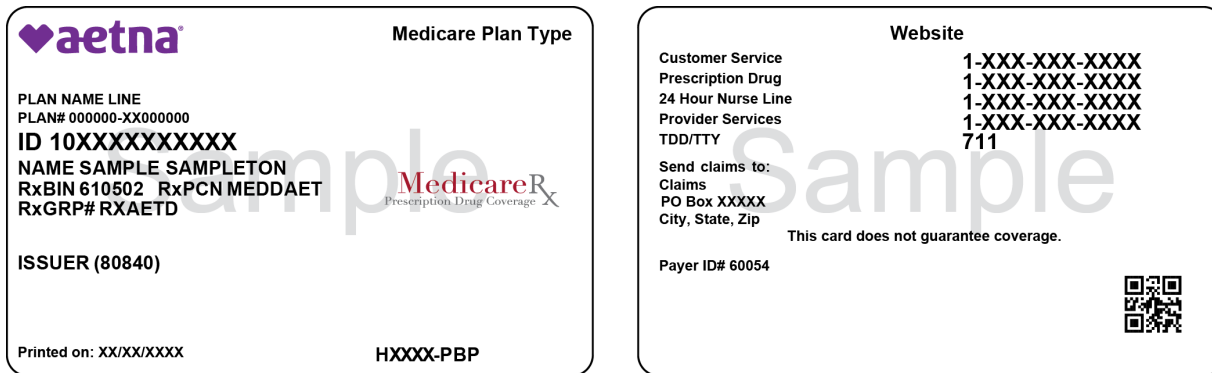 aetna®
Medicare Plan Type
PLAN NAME LINE
PLAN# 000000-XX000000
ID 10XXXXXXXXXX
NAME SAMPLE SAMPLETON
RxBIN 610502 RxPCN MEDDAET
RxGRP# RXAETD
MedicareRx
Prescription Drug Coverage
ISSUER (80840)
Printed on: XX/XX/XXXX
HXXXX-PBP
Sample
Website
Customer Service 1-XXX-XXX-XXXX
Prescription Drug 1-XXX-XXX-XXXX
24 Hour Nurse Line 1-XXX-XXX-XXXX
Provider Services 1-XXX-XXX-XXXX
TDD/TTY 711
Send claims to:
Claims
PO Box XXXXX
City, State, Zip
This card does not guarantee coverage.
Payer ID# 60054
Sample